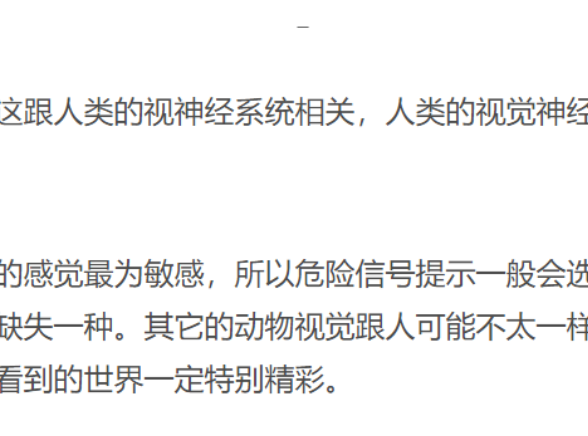 这跟人类的视神经系统相关，人类的视觉神经
的感觉最为敏感，所以危险信号提示一般会选
缺失一种。其它的动物视觉跟人可能不太一样
看到的世界一定特别精彩。